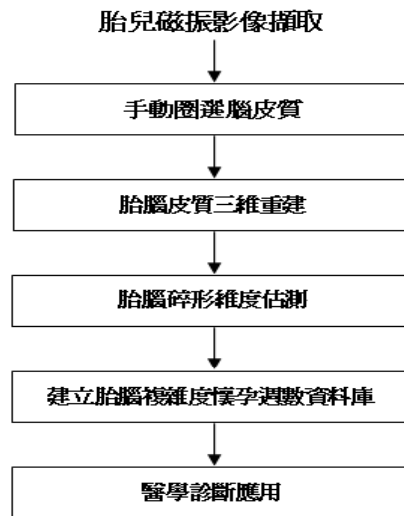 胎兒磁振影像擷取
手動圈選腦皮質
胎腦皮質三維重建
胎腦碎形維度估測
建立胎腦複雜度懷孕週數資料庫
醫學診斷應用